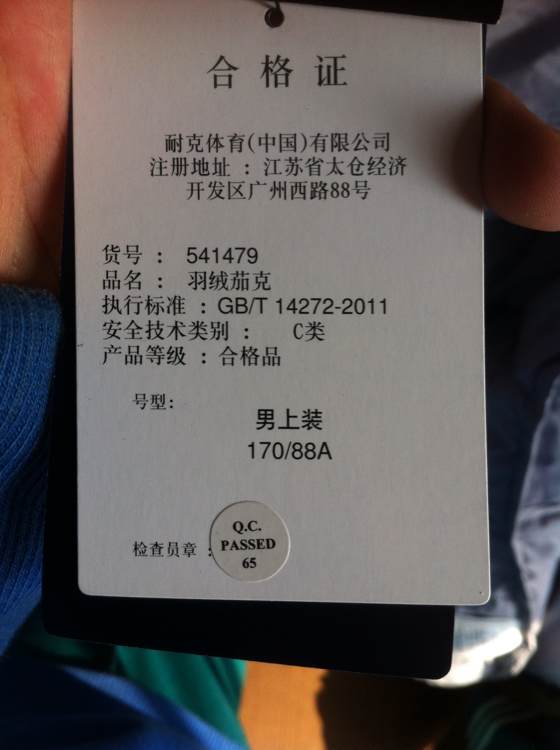 合格证
耐克体育(中国)有限公司
注册地址 : 江苏省太仓经济
开发区广州西路88号
货号 : 541479
品名 : 羽绒茄克
执行标准 : GB/T 14272-2011
安全技术类别 : C类
产品等级 : 合格品
号型:
男上装
170/88A
检查员章 :
Q.C.
PASSED
65